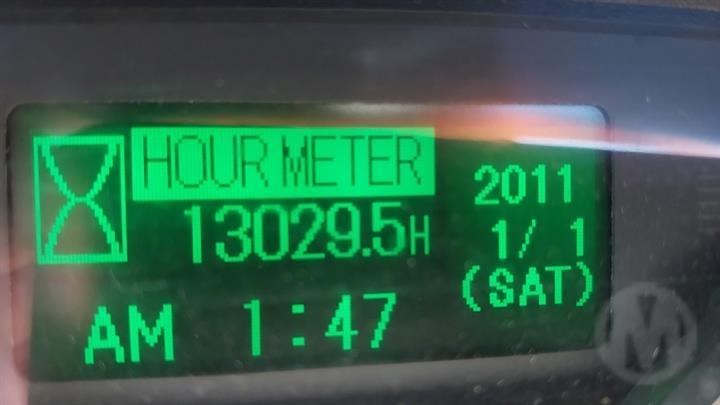 HOUR METER
13029.5H
2011
1/ 1
(SAT)
AM 1:47
M